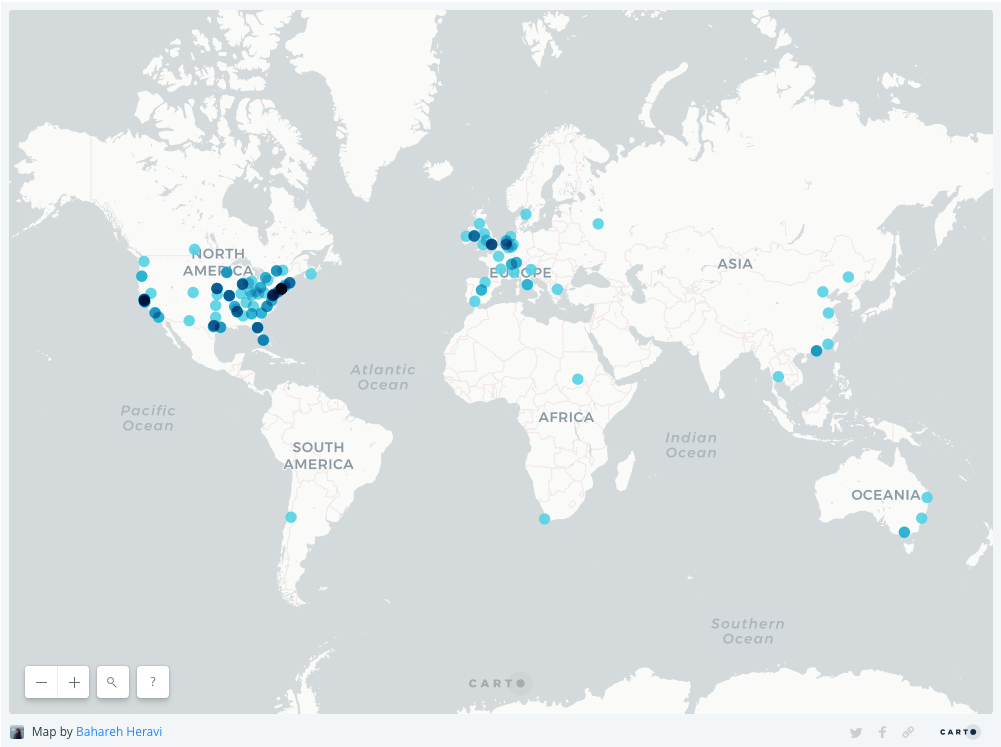 NORTH
AMERICA
EUROPE
ASIA
Atlantic
Ocean
Pacific
Ocean
AFRICA
Indian
Ocean
SOUTH
AMERICA
OCEANIA
Southern
Ocean
− + ?
CARTO
Map by Bahareh Heravi
CARTO